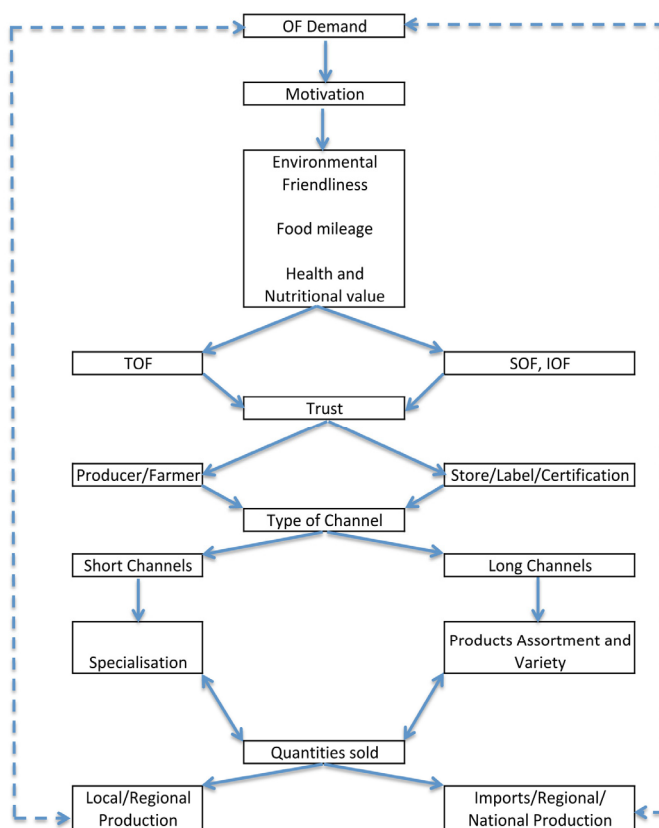 OF Demand
Motivation
Environmental
Friendliness
Food mileage
Health and
Nutritional value
TOF
SOF, IOF
Trust
Producer/Farmer
Store/Label/Certification
Type of Channel
Short Channels
Long Channels
Specialisation
Products Assortment and
Variety
Quantities sold
Local/Regional
Production
Imports/Regional/
National Production